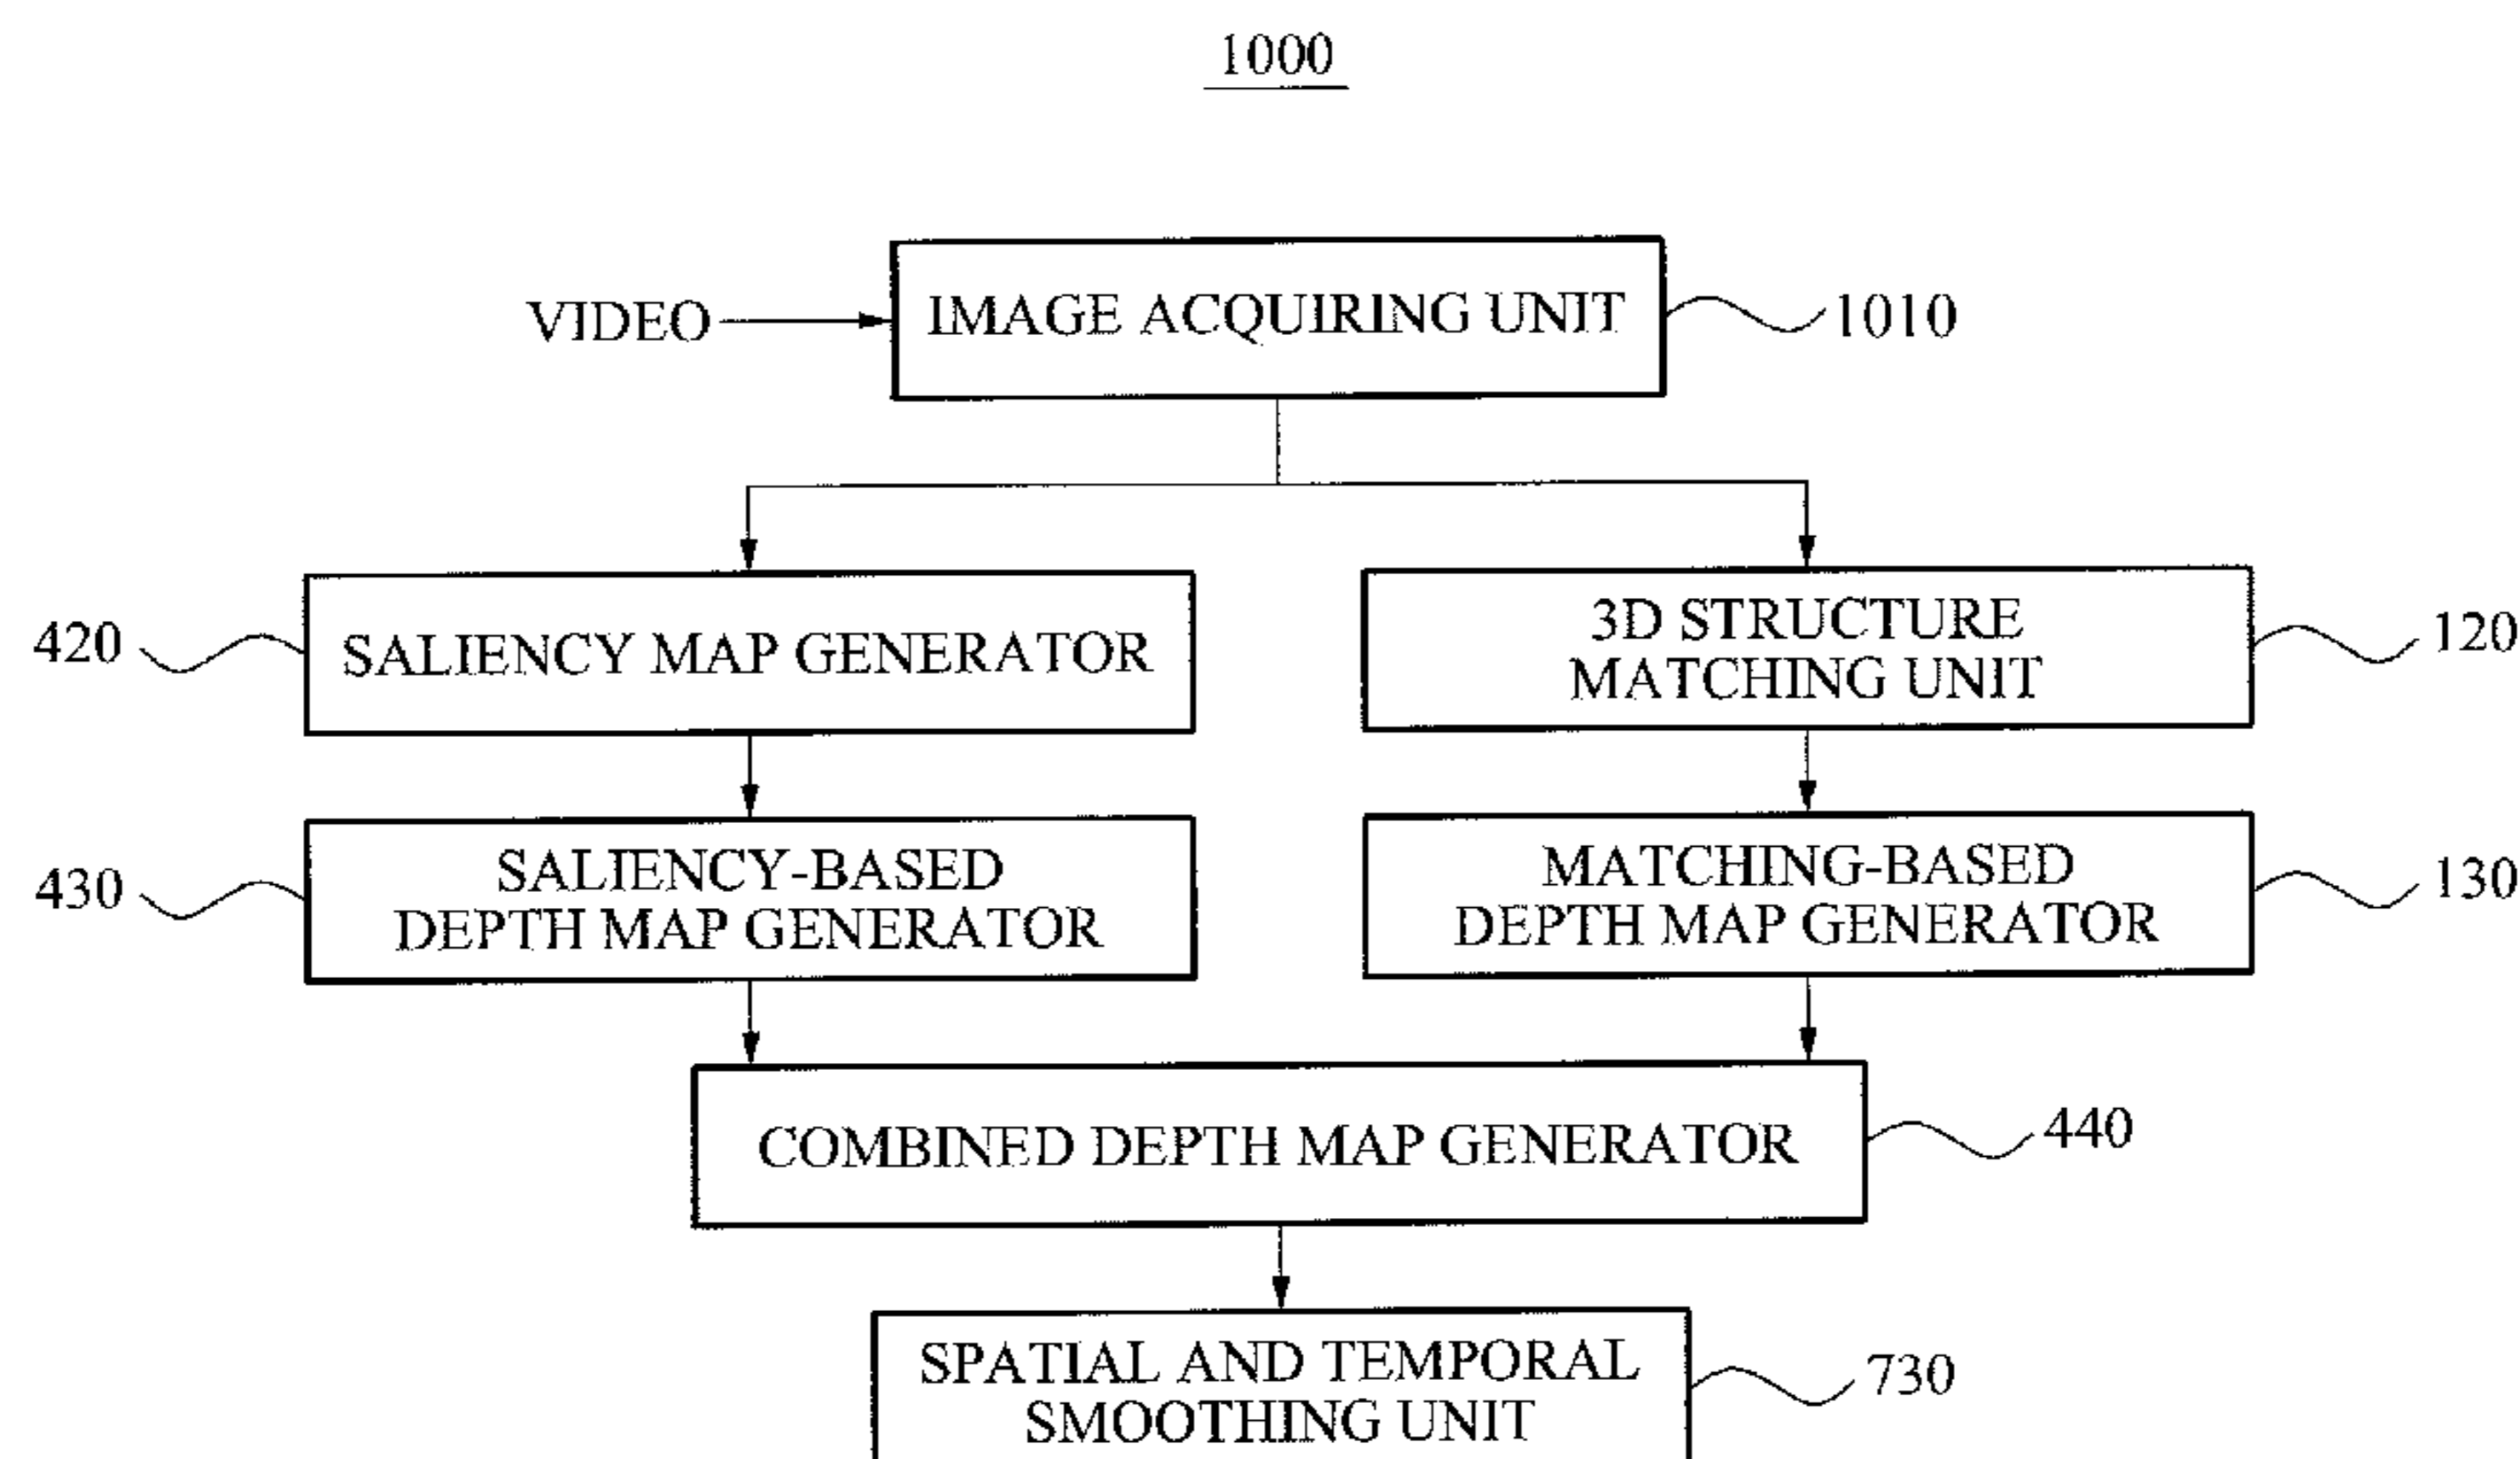 1000
VIDEO
IMAGE ACQUIRING UNIT
1010
420
SALIENCY MAP GENERATOR
3D STRUCTURE
MATCHING UNIT
120
430
SALIENCY-BASED
DEPTH MAP GENERATOR
MATCHING-BASED
DEPTH MAP GENERATOR
130
COMBINED DEPTH MAP GENERATOR
440
SPATIAL AND TEMPORAL
SMOOTHING UNIT
730